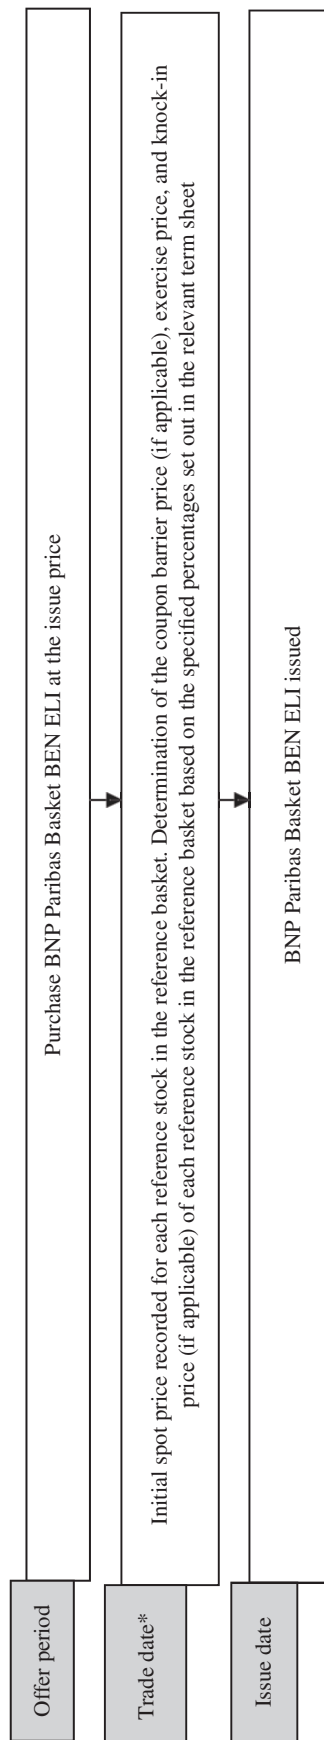 Offer period
Purchase BNP Paribas Basket BEN ELI at the issue price
Trade date*
Initial spot price recorded for each reference stock in the reference basket. Determination of the coupon barrier price (if applicable), exercise price, and knock-in
price (if applicable) of each reference stock in the reference basket based on the specified percentages set out in the relevant term sheet
Issue date
BNP Paribas Basket BEN ELI issued